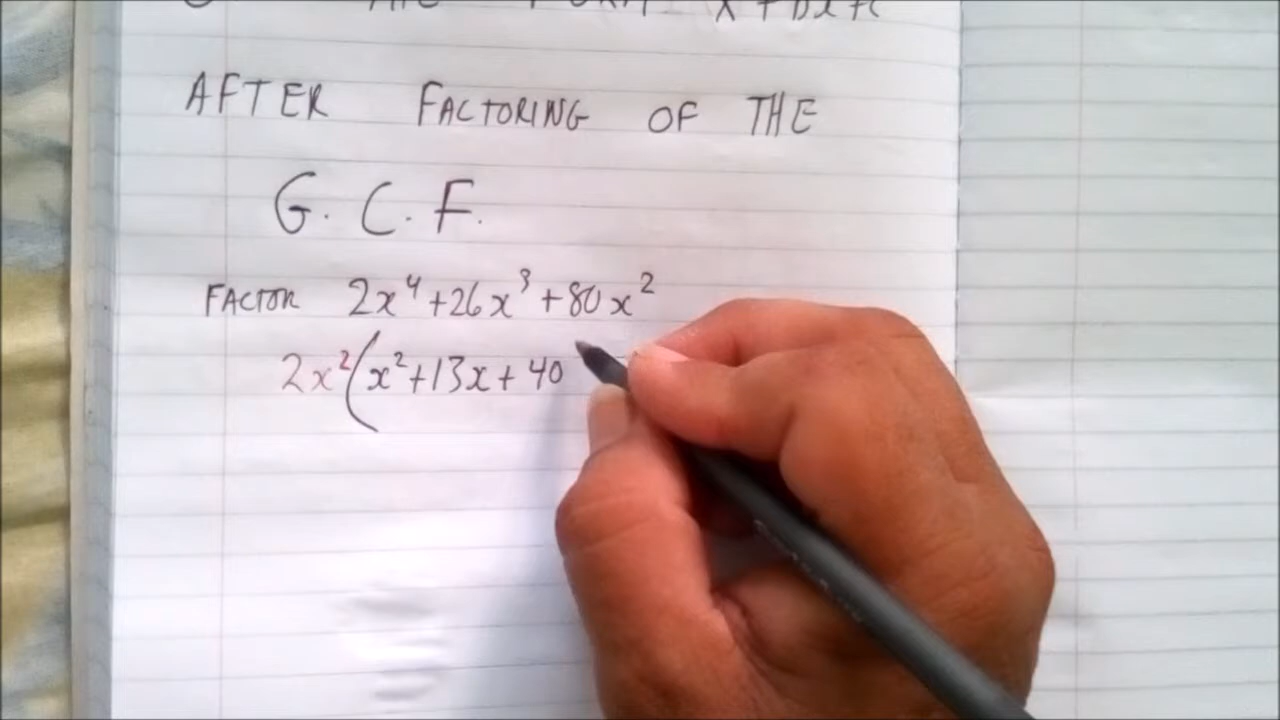 AFTER FACTORING OF THE
G.C.F.
FACTOR 2x⁴+26x³+80x²
2x²(x²+13x+40